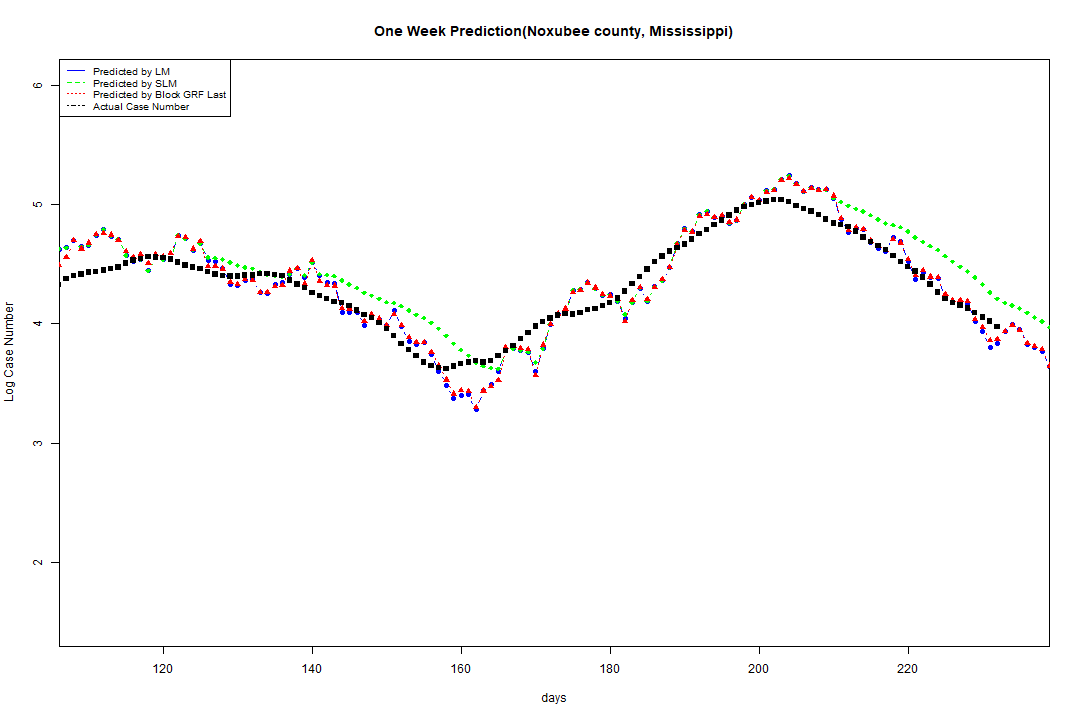 One Week Prediction(Noxubee county, Mississippi)
Predicted by LM
Predicted by SLM
Predicted by Block GRF Last
Actual Case Number
6
5
4
3
2
Log Case Number
120 140 160 180 200 220
days